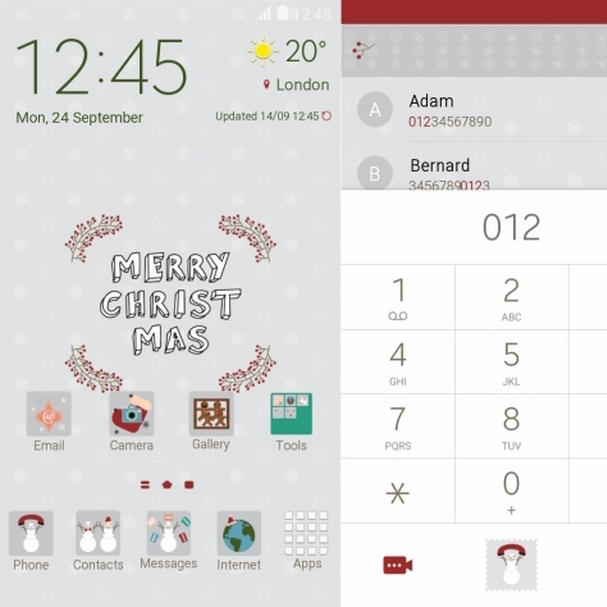 12:45
12:45
20°
London
Mon, 24 September
Updated 14/09 12:45
MERRY
CHRIST
MAS
@
Email
Camera
Gallery
Tools
Phone
Contacts
Messages
Internet
Apps
A
Adam
01234567890
B
Bernard
34567890123
012
1
2
ABC
4
5
GHI
JKL
7
8
PQRS
TUV
0
+